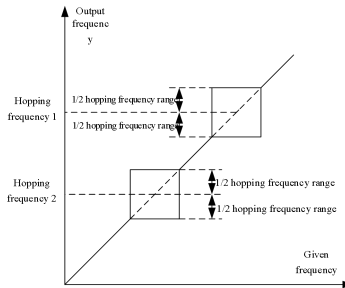 Output
frequenc
y
1/2 hopping frequency range
Hopping
frequency 1
1/2 hopping frequency range
Hopping
frequency 2
1/2 hopping frequency range
1/2 hopping frequency range
Given
frequency